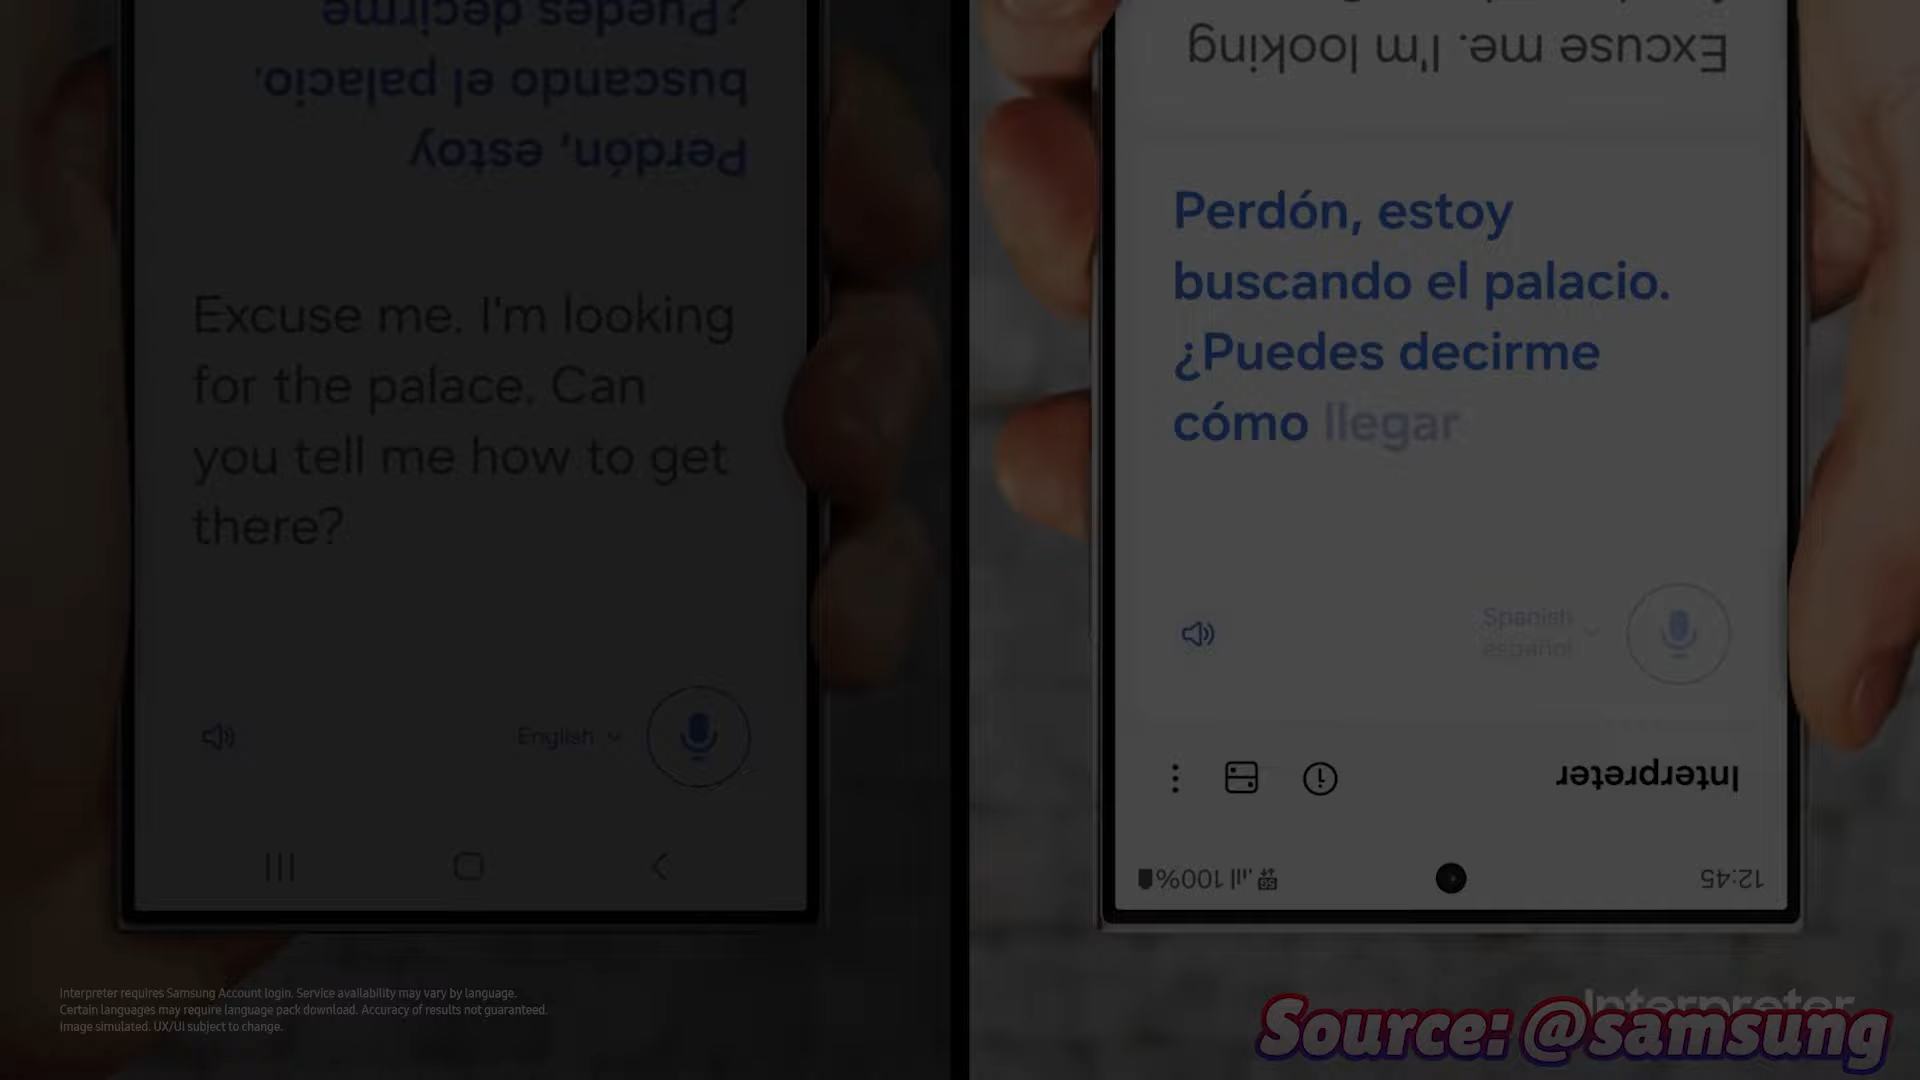 ¿Puedes decirme
buscando el palacio.
Perdón, estoy
Excuse me. I'm looking
for the palace. Can
you tell me how to get
there?
English
Excuse me. I'm looking
Perdón, estoy
buscando el palacio.
¿Puedes decirme
cómo llegar
Spanish
español
Interpreter
12:45
5G
100%
Interpreter requires Samsung Account login. Service availability may vary by language.
Certain languages may require language pack download. Accuracy of results not guaranteed.
Image simulated. UX/UI subject to change.
Interpreter
Source: @samsung